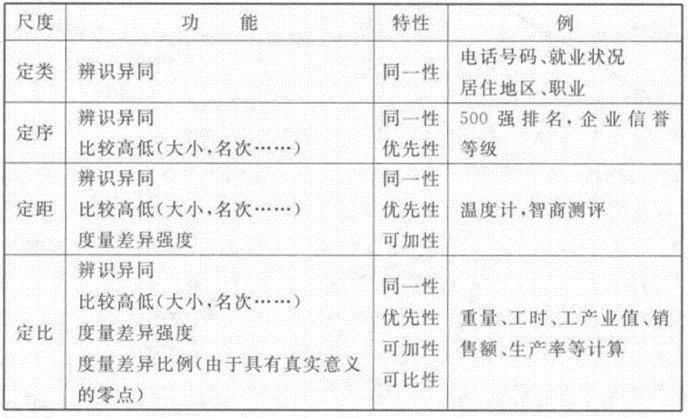 尺度 功能 特性 例
定类 辨识异同 同一性 电话号码、就业状况
居住地区、职业
定序 辨识异同 同一性 500强排名,企业信誉
比较高低(大小,名次……) 优先性 等级
定距 辨识异同 同一性 温度计,智商测评
比较高低(大小,名次……) 优先性
度量差异强度 可加性
定比 辨识异同 同一性 重量、工时、工产业值、销
比较高低(大小,名次……) 优先性 售额、生产率等计算
度量差异强度 可加性
度量差异比例(由于具有真实意义 可比性
的零点)